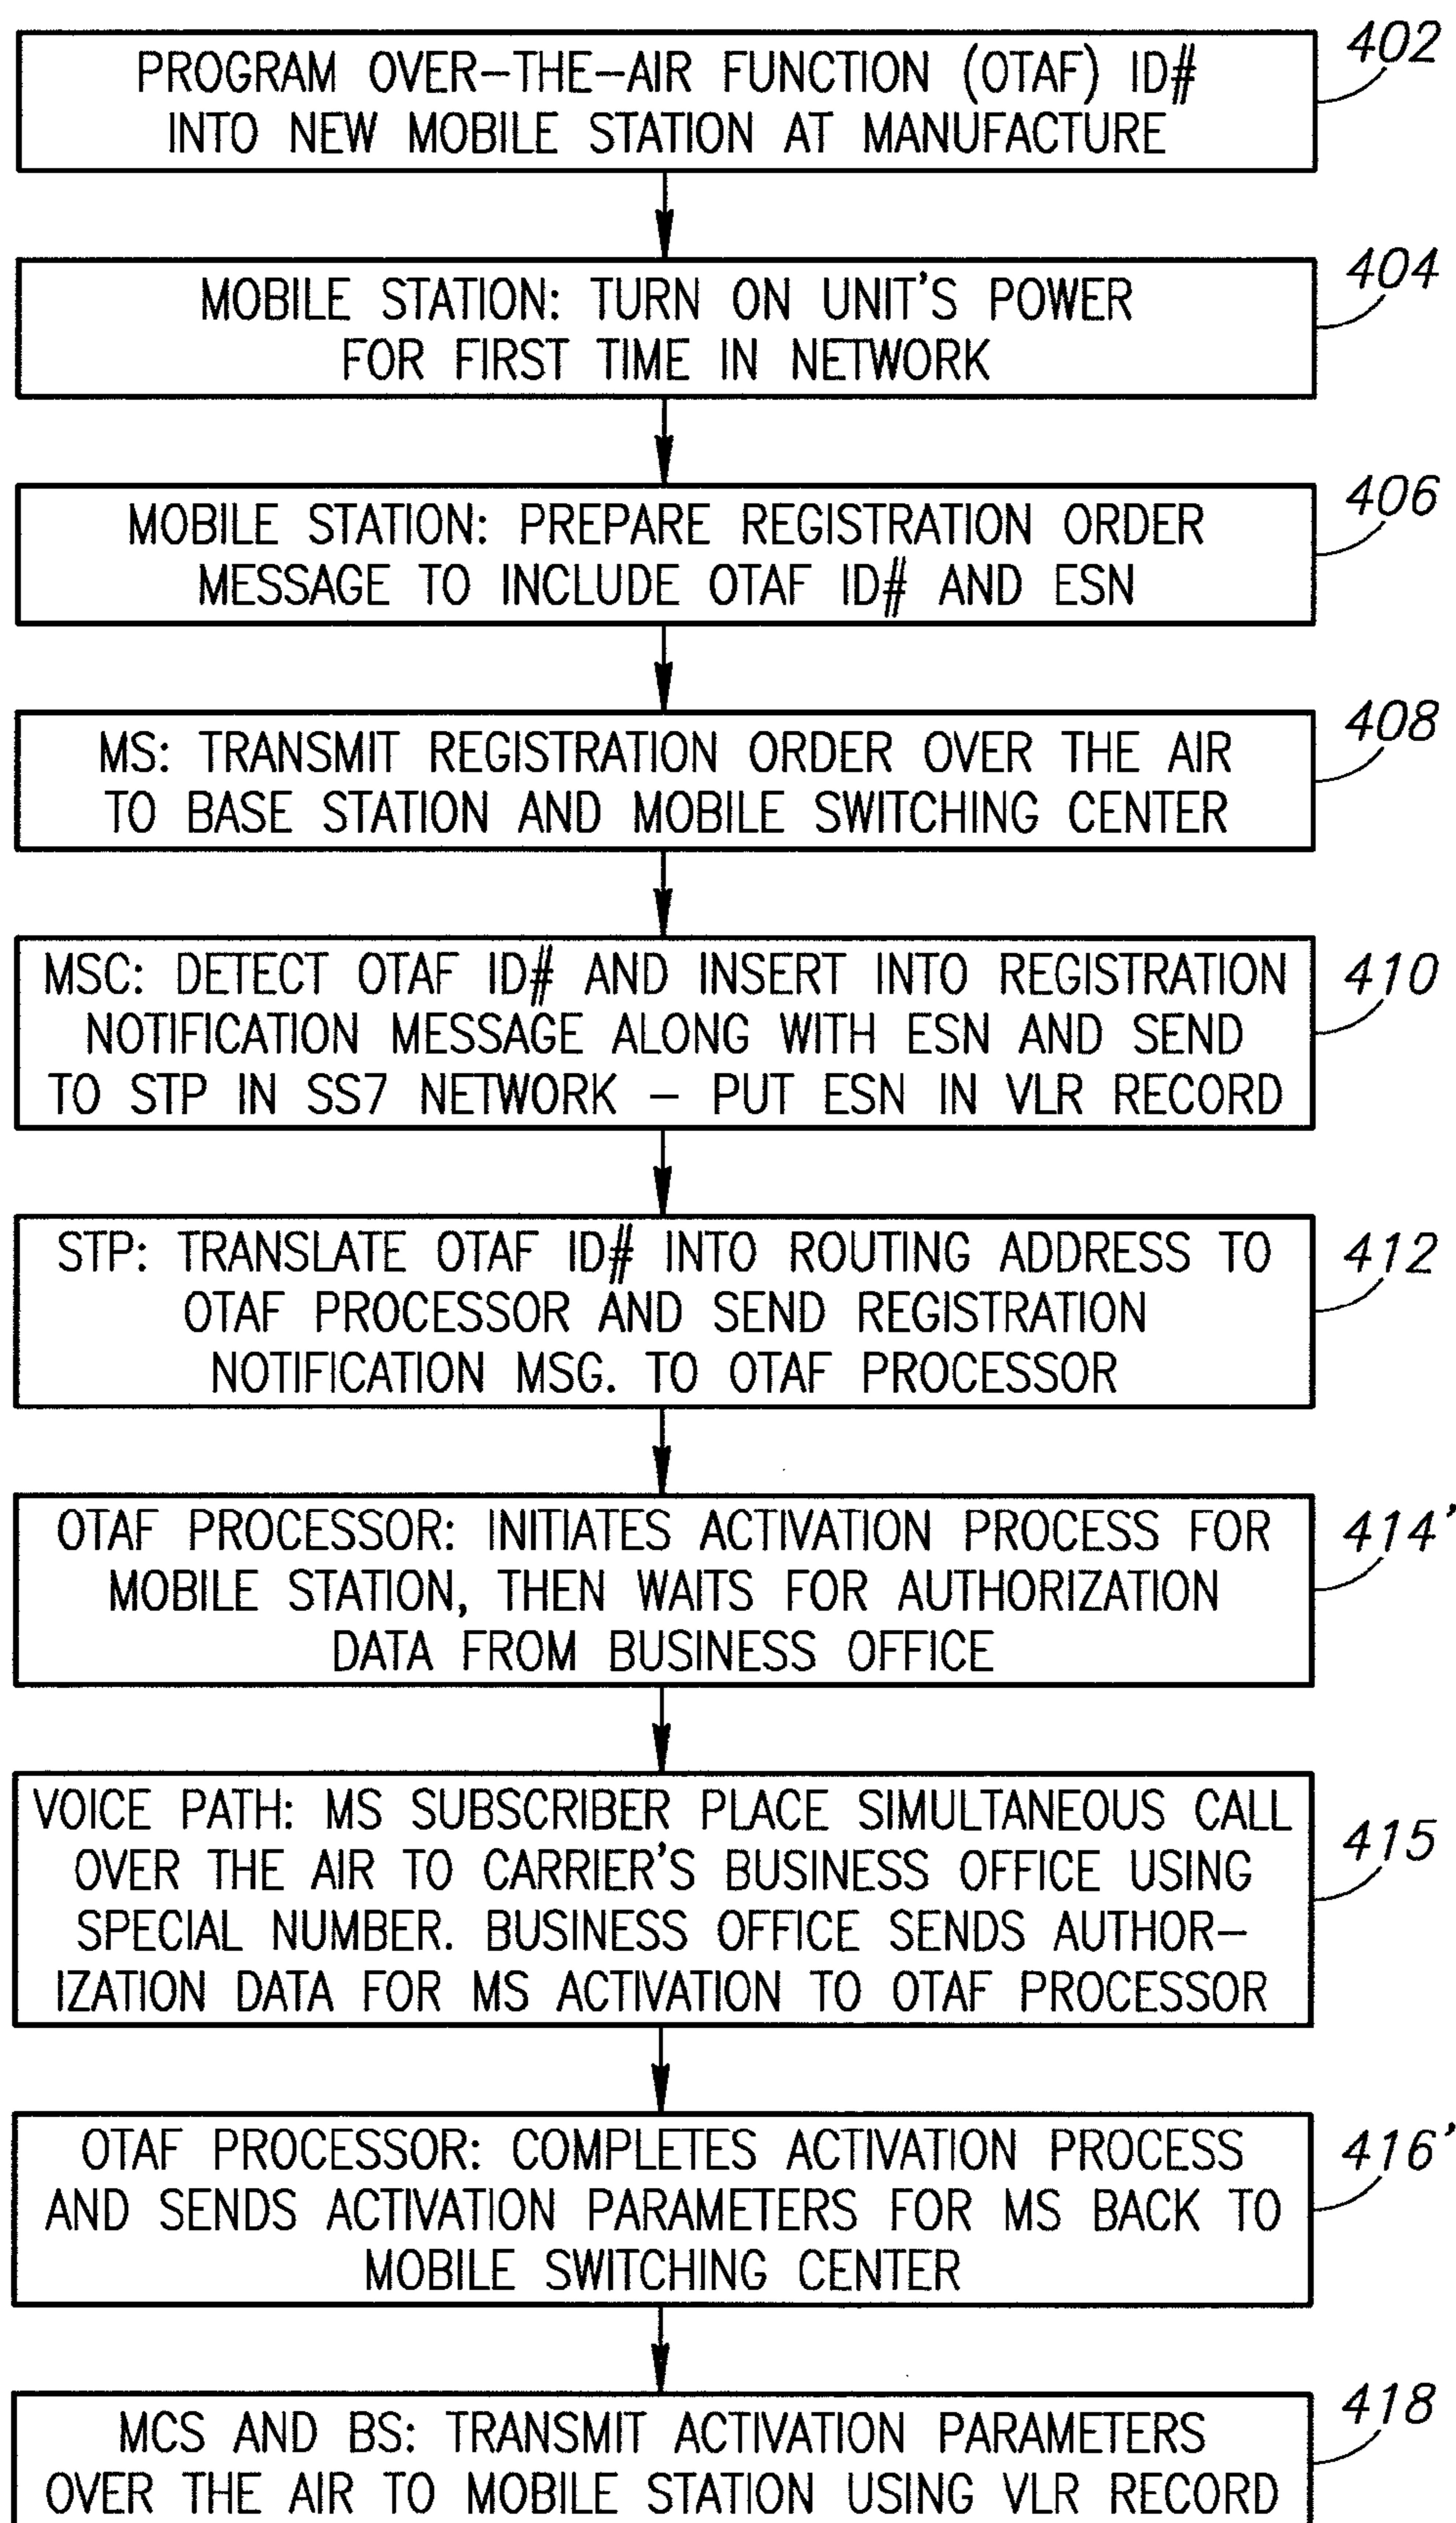 PROGRAM OVER-THE-AIR FUNCTION (OTAF) ID#
INTO NEW MOBILE STATION AT MANUFACTURE
402
MOBILE STATION: TURN ON UNIT'S POWER
FOR FIRST TIME IN NETWORK
404
MOBILE STATION: PREPARE REGISTRATION ORDER
MESSAGE TO INCLUDE OTAF ID# AND ESN
406
MS: TRANSMIT REGISTRATION ORDER OVER THE AIR
TO BASE STATION AND MOBILE SWITCHING CENTER
408
MSC: DETECT OTAF ID# AND INSERT INTO REGISTRATION
NOTIFICATION MESSAGE ALONG WITH ESN AND SEND
TO STP IN SS7 NETWORK - PUT ESN IN VLR RECORD
410
STP: TRANSLATE OTAF ID# INTO ROUTING ADDRESS TO
OTAF PROCESSOR AND SEND REGISTRATION
NOTIFICATION MSG. TO OTAF PROCESSOR
412
OTAF PROCESSOR: INITIATES ACTIVATION PROCESS FOR
MOBILE STATION, THEN WAITS FOR AUTHORIZATION
DATA FROM BUSINESS OFFICE
414'
VOICE PATH: MS SUBSCRIBER PLACE SIMULTANEOUS CALL
OVER THE AIR TO CARRIER'S BUSINESS OFFICE USING
SPECIAL NUMBER. BUSINESS OFFICE SENDS AUTHOR-
IZATION DATA FOR MS ACTIVATION TO OTAF PROCESSOR
415
OTAF PROCESSOR: COMPLETES ACTIVATION PROCESS
AND SENDS ACTIVATION PARAMETERS FOR MS BACK TO
MOBILE SWITCHING CENTER
416'
MCS AND BS: TRANSMIT ACTIVATION PARAMETERS
OVER THE AIR TO MOBILE STATION USING VLR RECORD
418